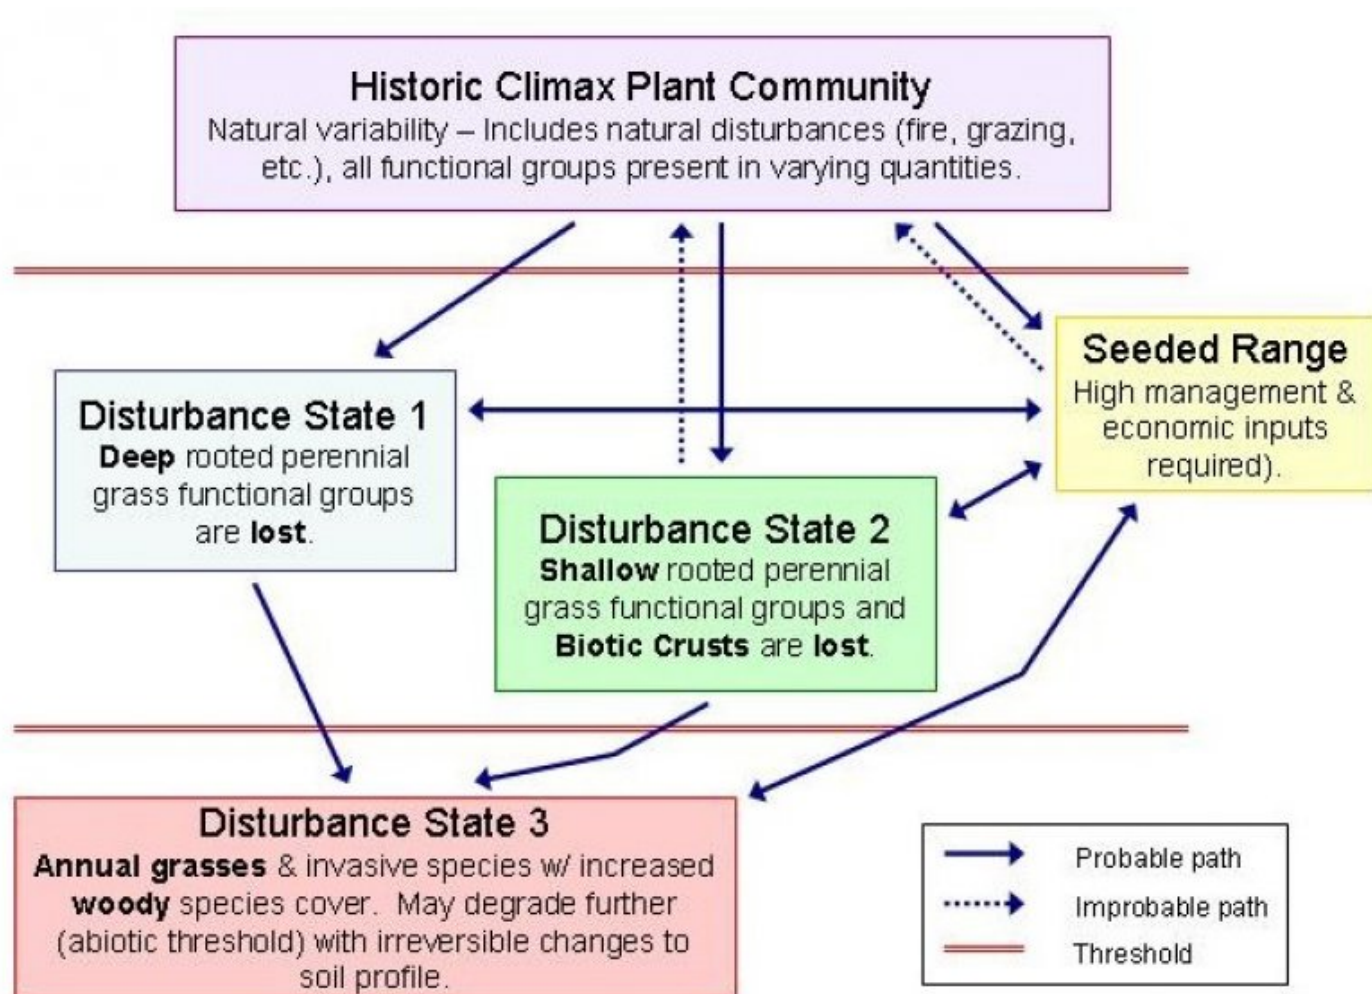 Historic Climax Plant Community
Natural variability – Includes natural disturbances (fire, grazing,
etc.), all functional groups present in varying quantities.
Seeded Range
High management &
economic inputs
required).
Disturbance State 1
Deep rooted perennial
grass functional groups
are lost.
Disturbance State 2
Shallow rooted perennial
grass functional groups and
Biotic Crusts are lost.
Disturbance State 3
Annual grasses & invasive species w/ increased
woody species cover. May degrade further
(abiotic threshold) with irreversible changes to
soil profile.
Probable path
Improbable path
Threshold